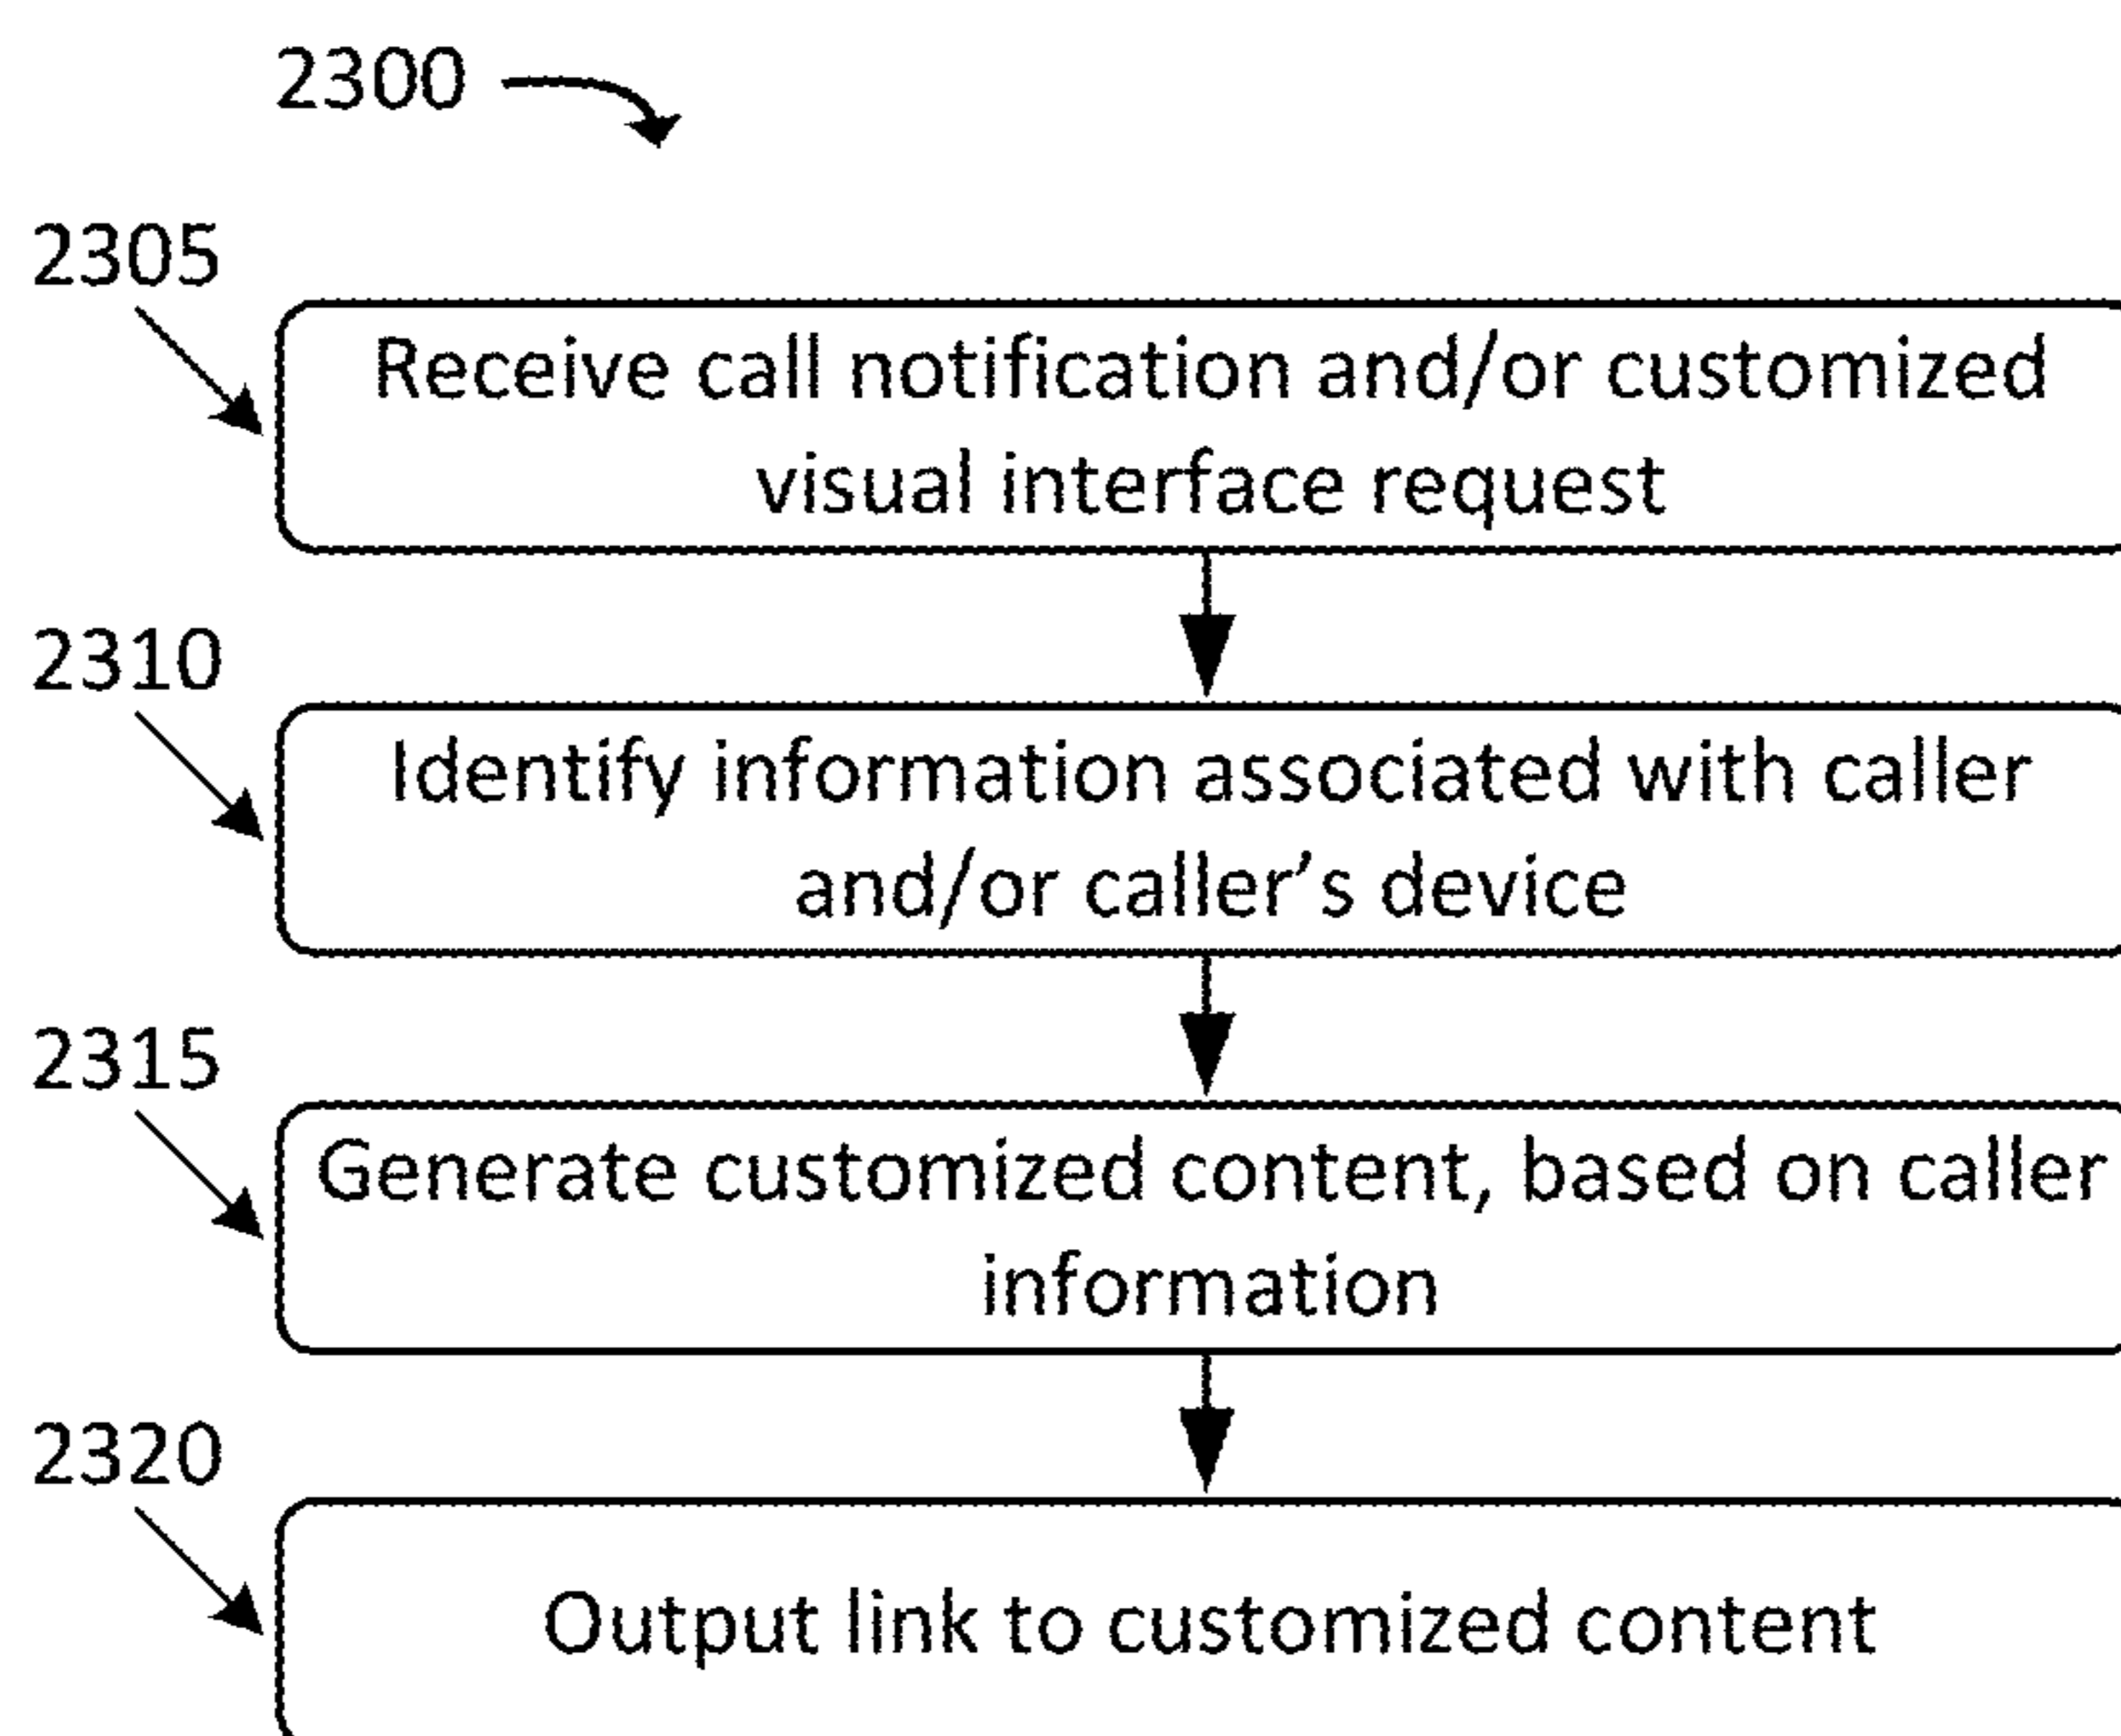 2300
2305
Receive call notification and/or customized
visual interface request
2310
Identify information associated with caller
and/or caller’s device
2315
Generate customized content, based on caller
information
2320
Output link to customized content